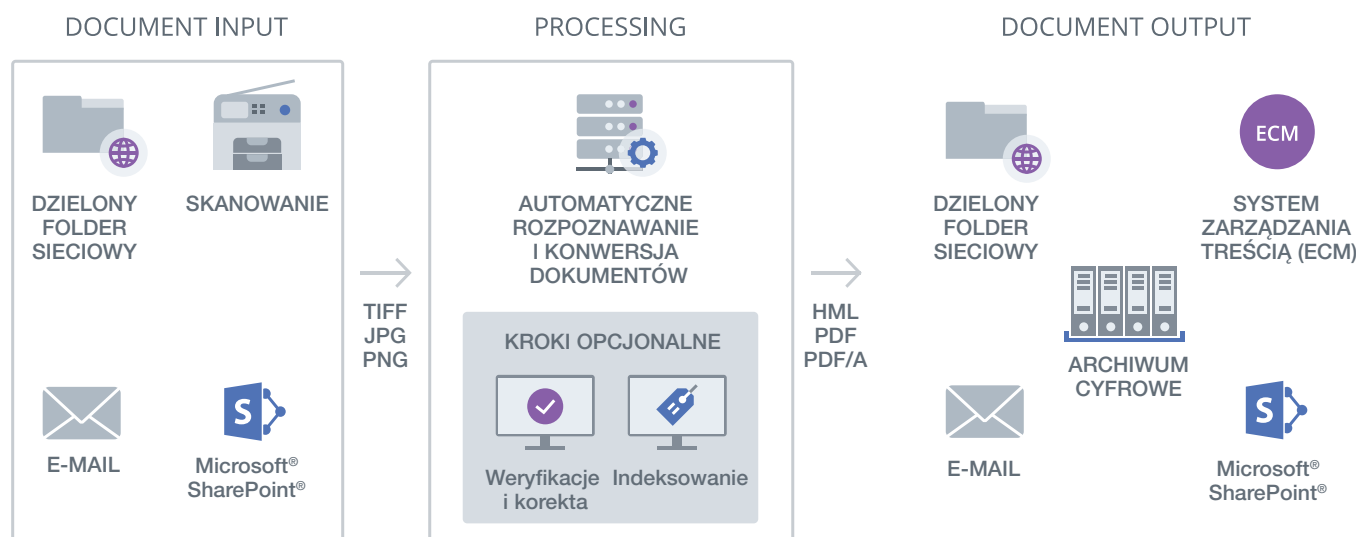 DOCUMENT INPUT
DZIELONY
FOLDER
SIECIOWY
SKANOWANIE
E-MAIL
S
Microsoft®
SharePoint®
TIFF
JPG
PNG
PROCESSING
AUTOMATYCZNE
ROZPOZNAWANIE
I KONWERSJA
DOKUMENTÓW
KROKI OPCJONALNE
Weryfikacje
i korekta
Indeksowanie
HML
PDF
PDF/A
DOCUMENT OUTPUT
DZIELONY
FOLDER
SIECIOWY
ECM
SYSTEM
ZARZĄDZANIA
TREŚCIĄ (ECM)
ARCHIWUM
CYFROWE
E-MAIL
S
Microsoft®
SharePoint®